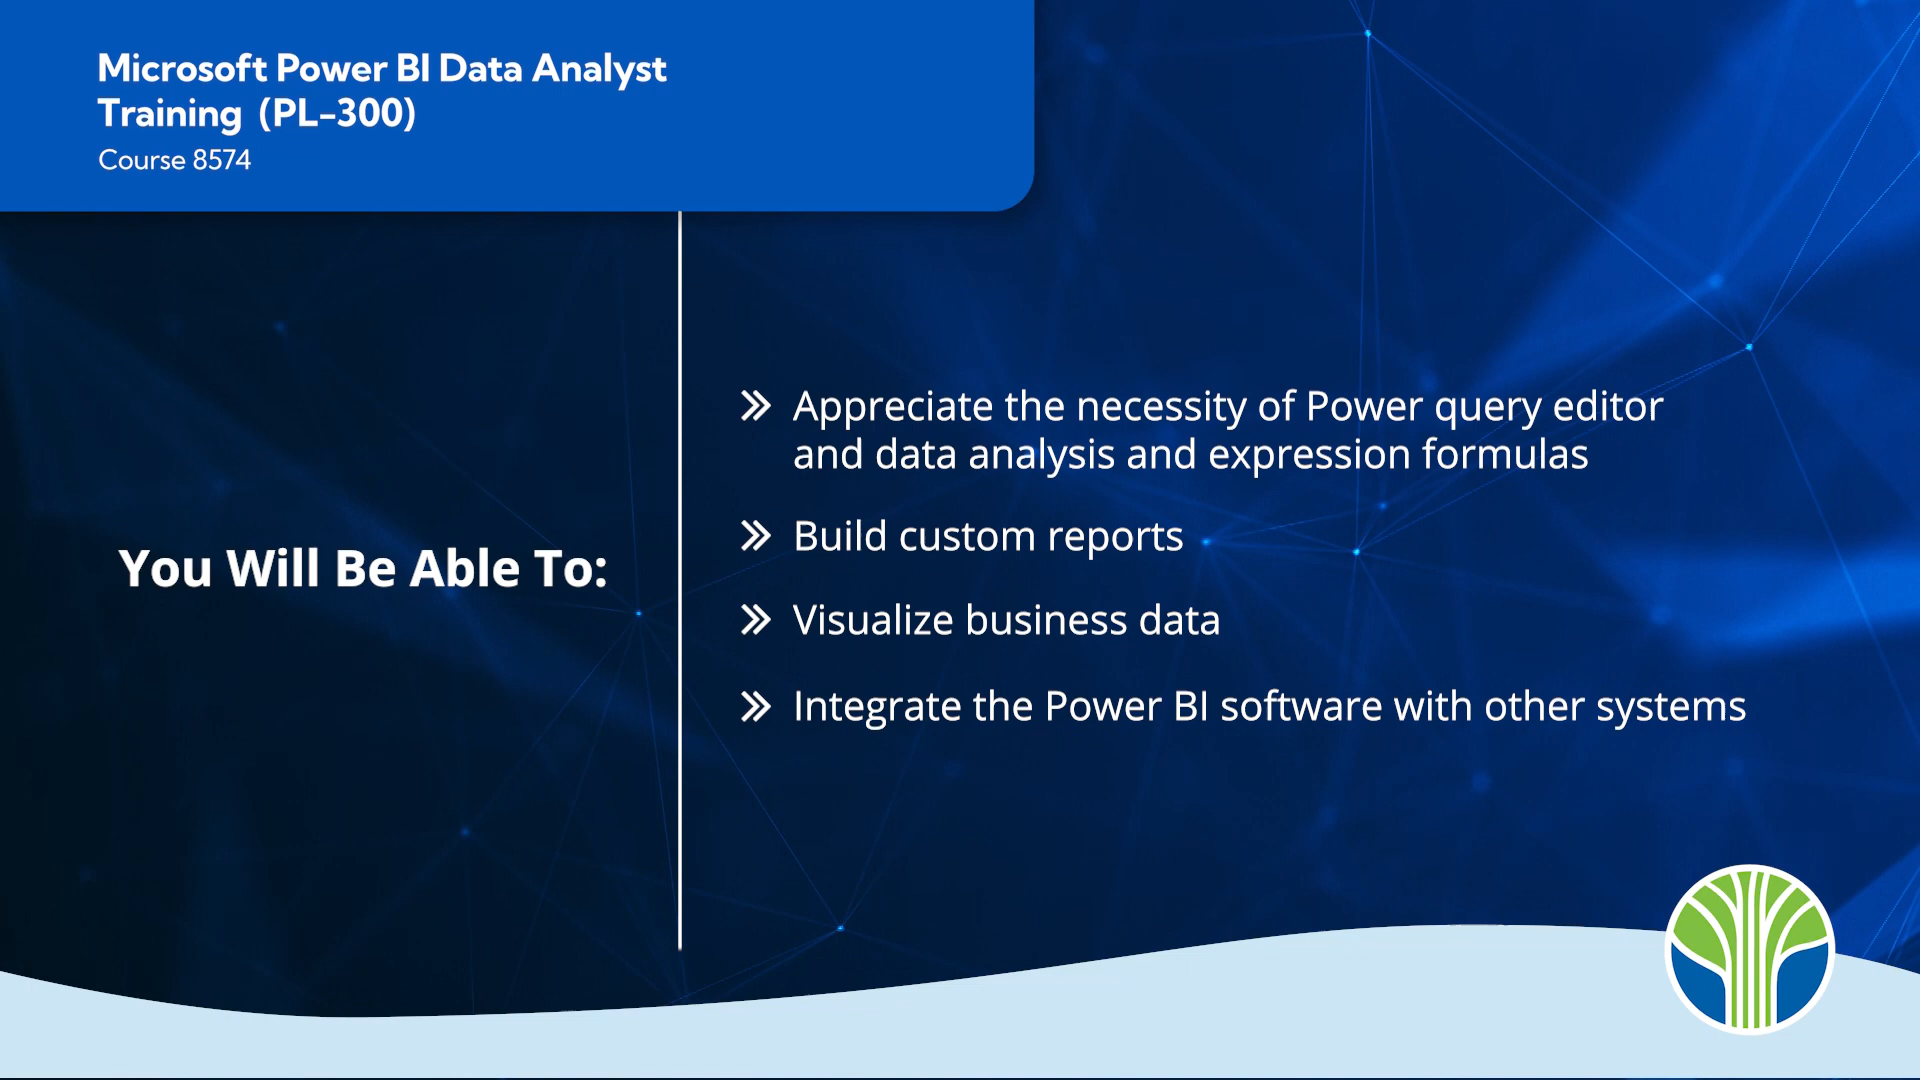 Microsoft Power BI Data Analyst
Training (PL-300)
Course 8574
You Will Be Able To:
Appreciate the necessity of Power query editor
and data analysis and expression formulas
Build custom reports
Visualize business data
Integrate the Power BI software with other systems